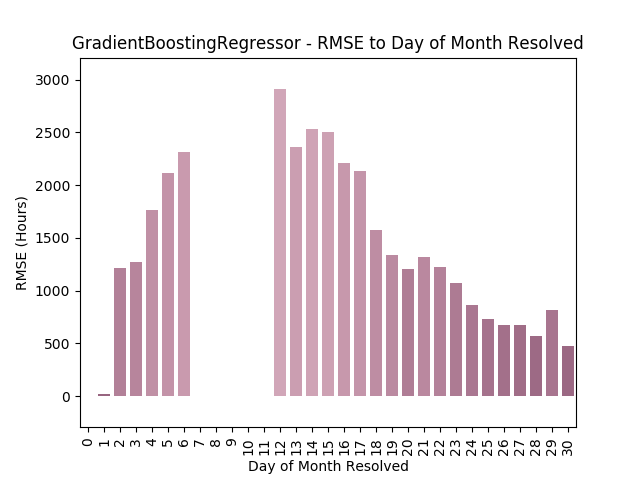 GradientBoostingRegressor - RMSE to Day of Month Resolved
3000
2500
2000
1500
1000
500
0
RMSE (Hours)
0 1 2 3 4 5 6 7 8 9 10 11 12 13 14 15 16 17 18 19 20 21 22 23 24 25 26 27 28 29 30
Day of Month Resolved